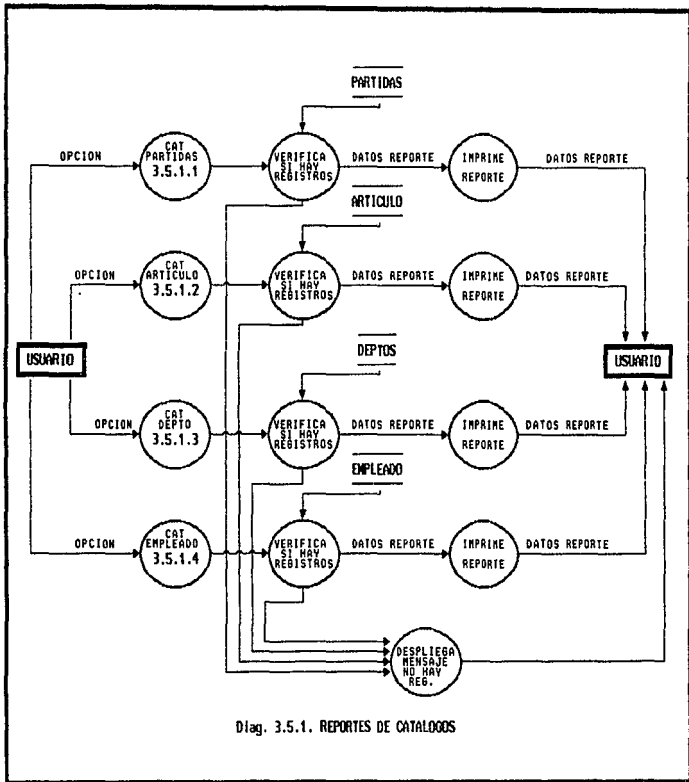 PARTIDAS
OPCION
CAT
PARTIDAS
3.5.1.1
VERIFICA
SI HAY
REGISTROS
DATOS REPORTE
IMPRIME
REPORTE
DATOS REPORTE
ARTICULO
OPCION
CAT
ARTICULO
3.5.1.2
VERIFICA
SI HAY
REGISTROS
DATOS REPORTE
IMPRIME
REPORTE
DATOS REPORTE
USUARIO
DEPTOS
USUARIO
OPCION
CAT
DEPTO
3.5.1.3
VERIFICA
SI HAY
REGISTROS
DATOS REPORTE
IMPRIME
REPORTE
DATOS REPORTE
EMPLEADO
OPCION
CAT
EMPLEADO
3.5.1.4
VERIFICA
SI HAY
REGISTROS
DATOS REPORTE
IMPRIME
REPORTE
DATOS REPORTE
DESPLIEGA
MENSAJE
NO HAY
REG.
Diag. 3.5.1. REPORTES DE CATALOGOS